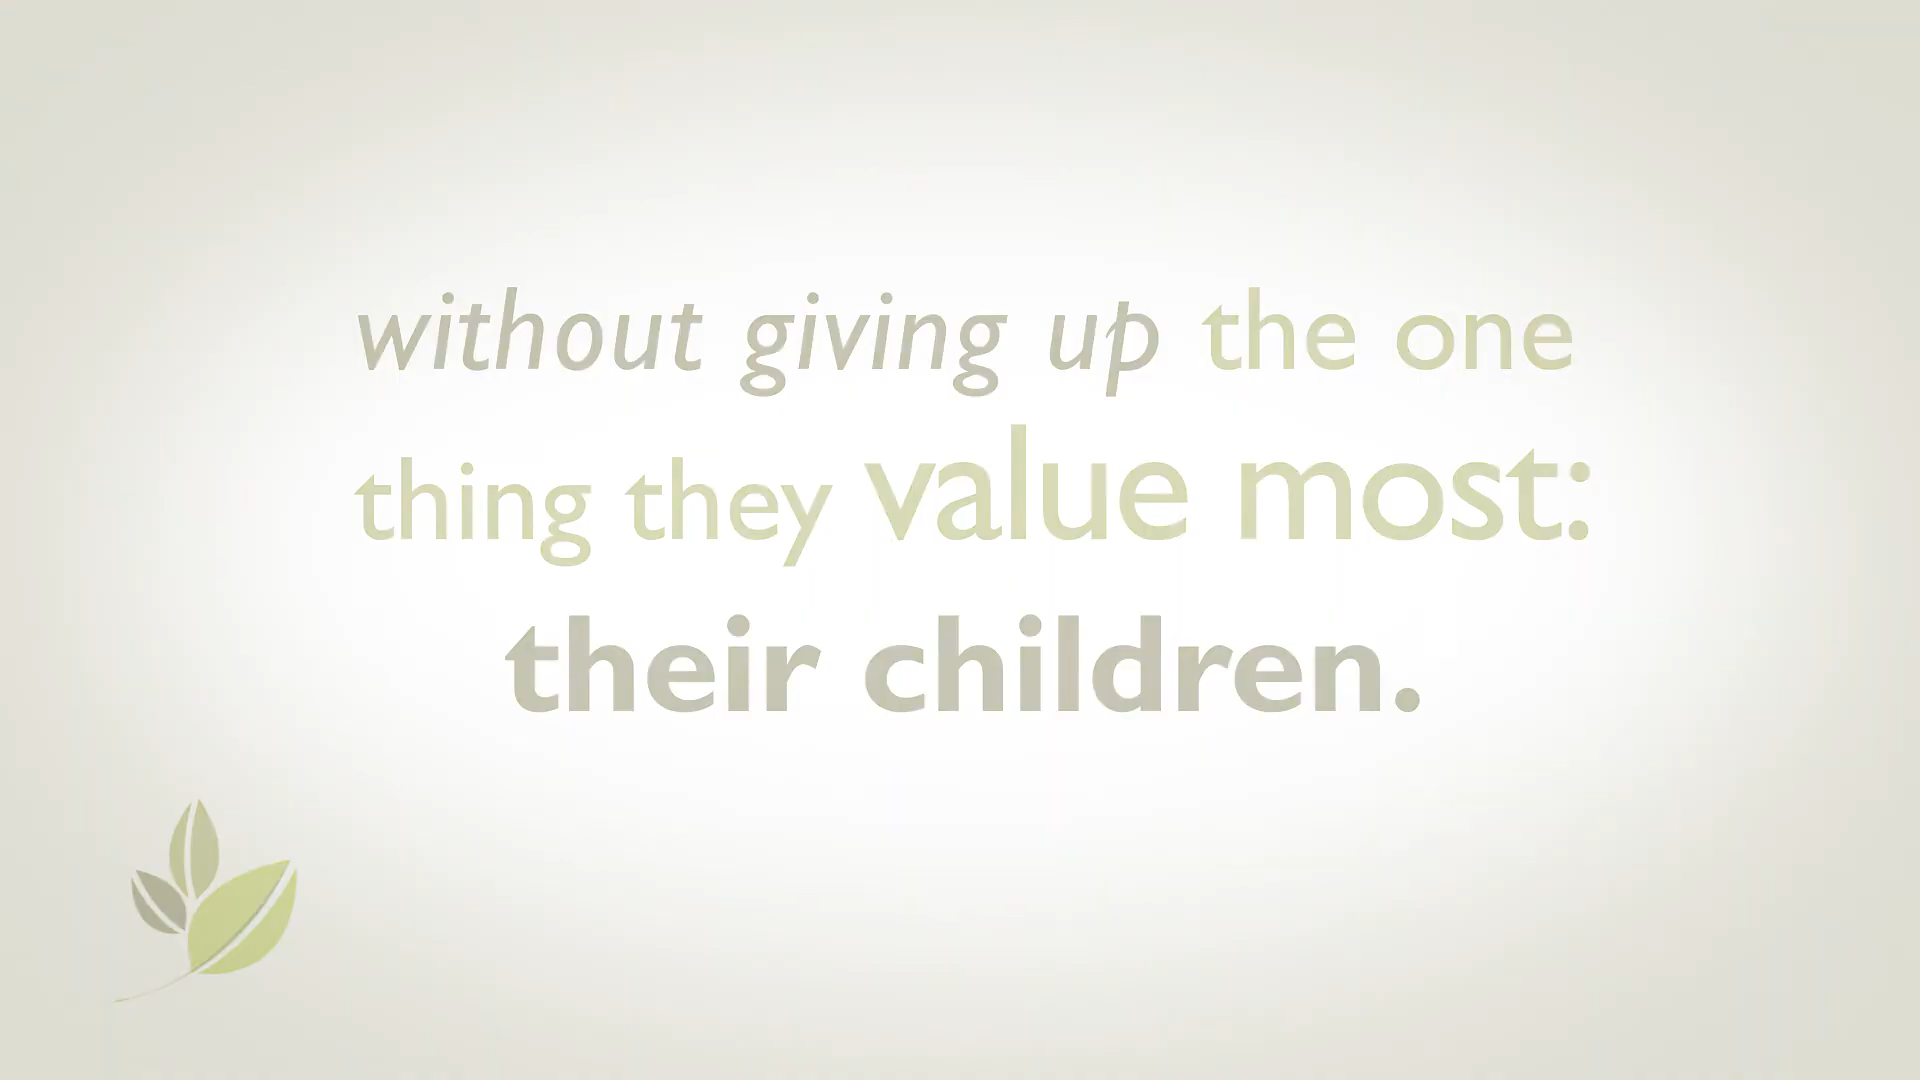 without giving up the one
thing they value most:
their children.